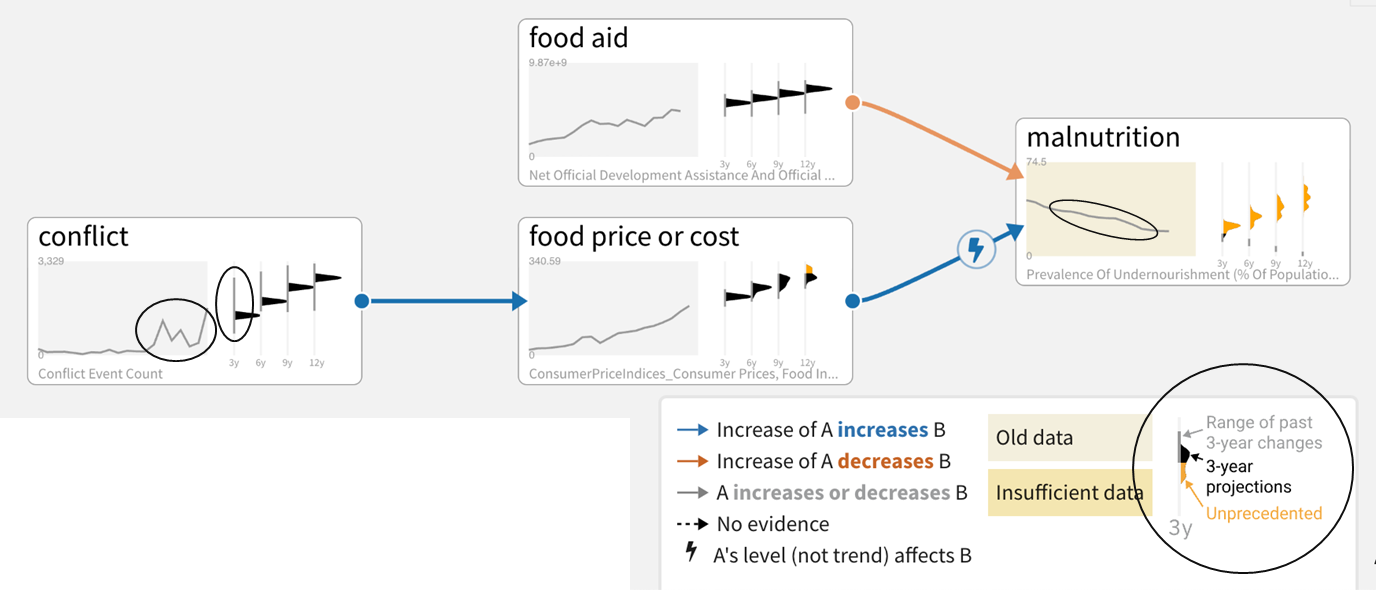 food aid
9.87e+9
0
3y 6y 9y 12y
Net Official Development Assistance And Official ...
malnutrition
74.5
0
3y 6y 9y 12y
Prevalence Of Undernourishment (% Of Populatio...
conflict
3,329
0
3y 6y 9y 12y
Conflict Event Count
food price or cost
340.59
0
3y 6y 9y 12y
ConsumerPriceIndices_Consumer Prices, Food In...
Increase of A increases B
Increase of A decreases B
A increases or decreases B
No evidence
A's level (not trend) affects B
Old data
Insufficient data
Range of past
3-year changes
3-year
projections
Unprecedented
3y